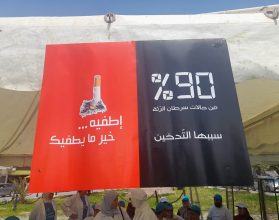 %90
من حالات سرطان الرئة
سببها التدخين
إطفيه ...
خير ما يطفيك